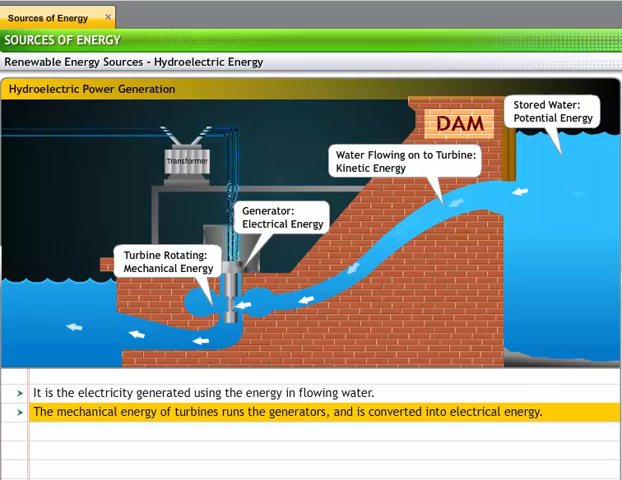 Sources of Energy
SOURCES OF ENERGY
Renewable Energy Sources - Hydroelectric Energy
Hydroelectric Power Generation
Stored Water:
Potential Energy
DAM
Water Flowing on to Turbine:
Kinetic Energy
Transformer
Generator:
Electrical Energy
Turbine Rotating:
Mechanical Energy
It is the electricity generated using the energy in flowing water.
The mechanical energy of turbines runs the generators, and is converted into electrical energy.